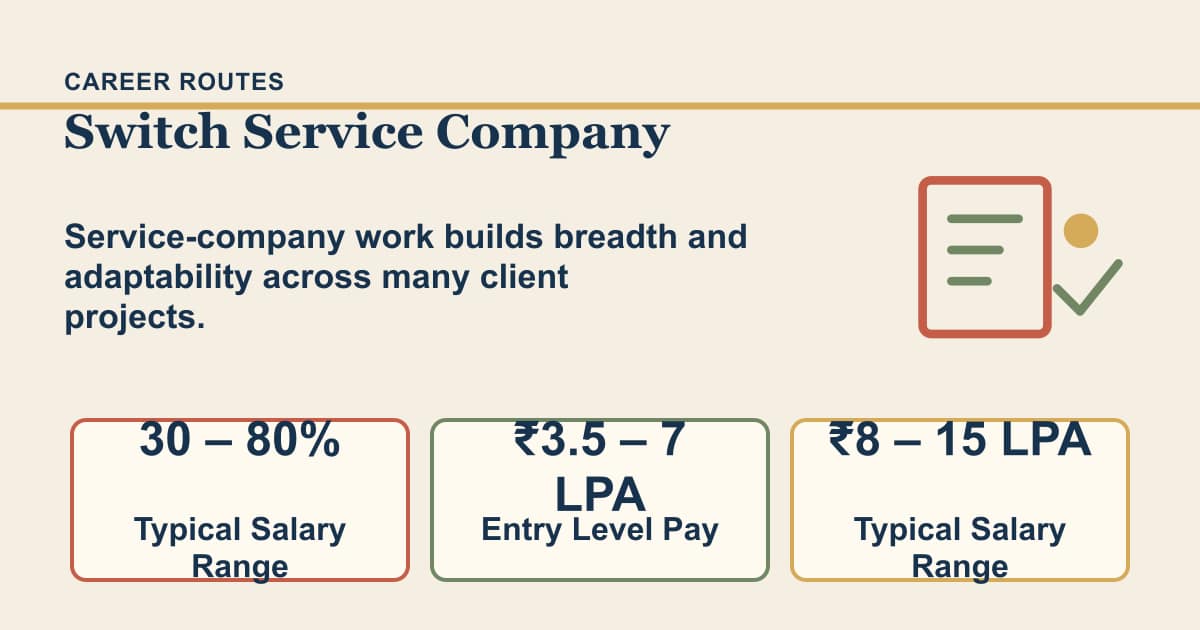 CAREER ROUTES
Switch Service Company
Service-company work builds breadth and
adaptability across many client
projects.
30 – 80%
Typical Salary
Range
₹3.5 – 7
LPA
Entry Level Pay
₹8 – 15 LPA
Typical Salary
Range